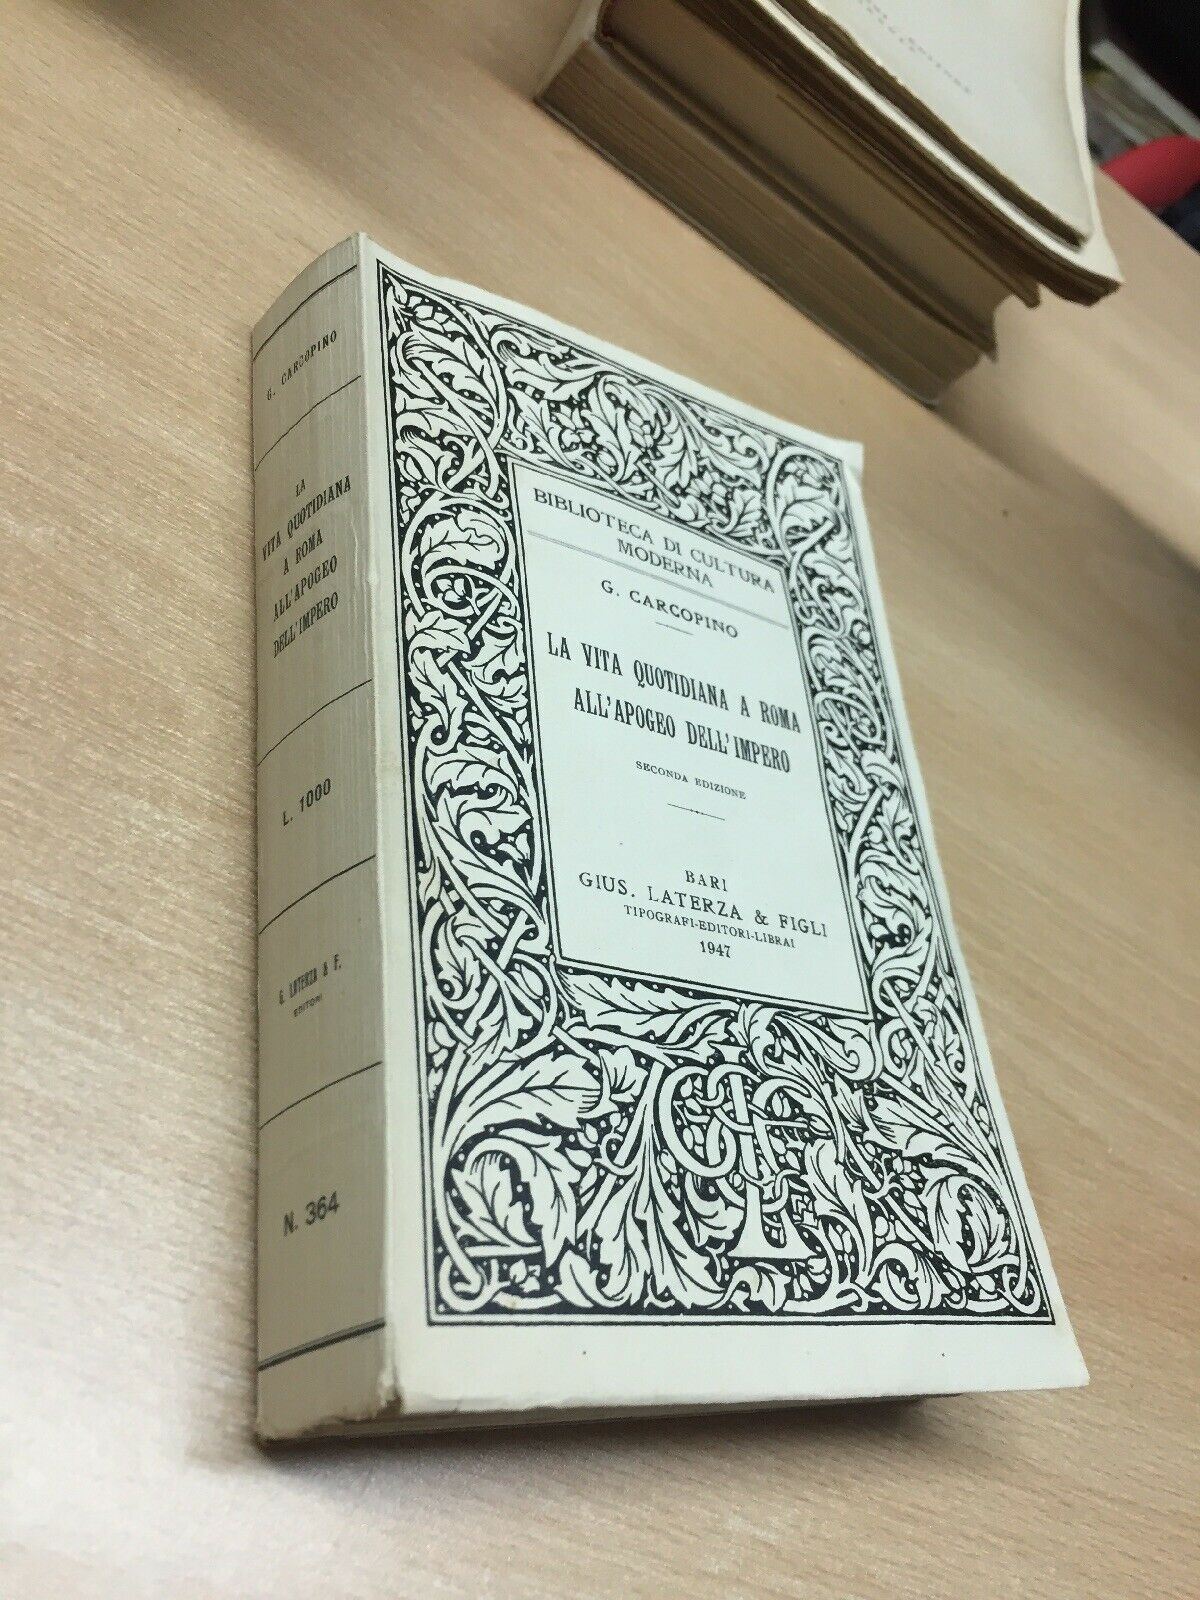 G. CARCOPINO
LA
VITA QUOTIDIANA
A ROMA
ALL'APOGEO
DELL'IMPERO
L. 1000
G. LATERZA & F.
EDITORI
N. 364
BIBLIOTECA DI CULTURA
MODERNA
G. CARCOPINO
LA VITA QUOTIDIANA A ROMA
ALL'APOGEO DELL'IMPERO
SECONDA EDIZIONE
BARI
GIUS. LATERZA & FIGLI
TIPOGRAFI-EDITORI-LIBRAI
1947